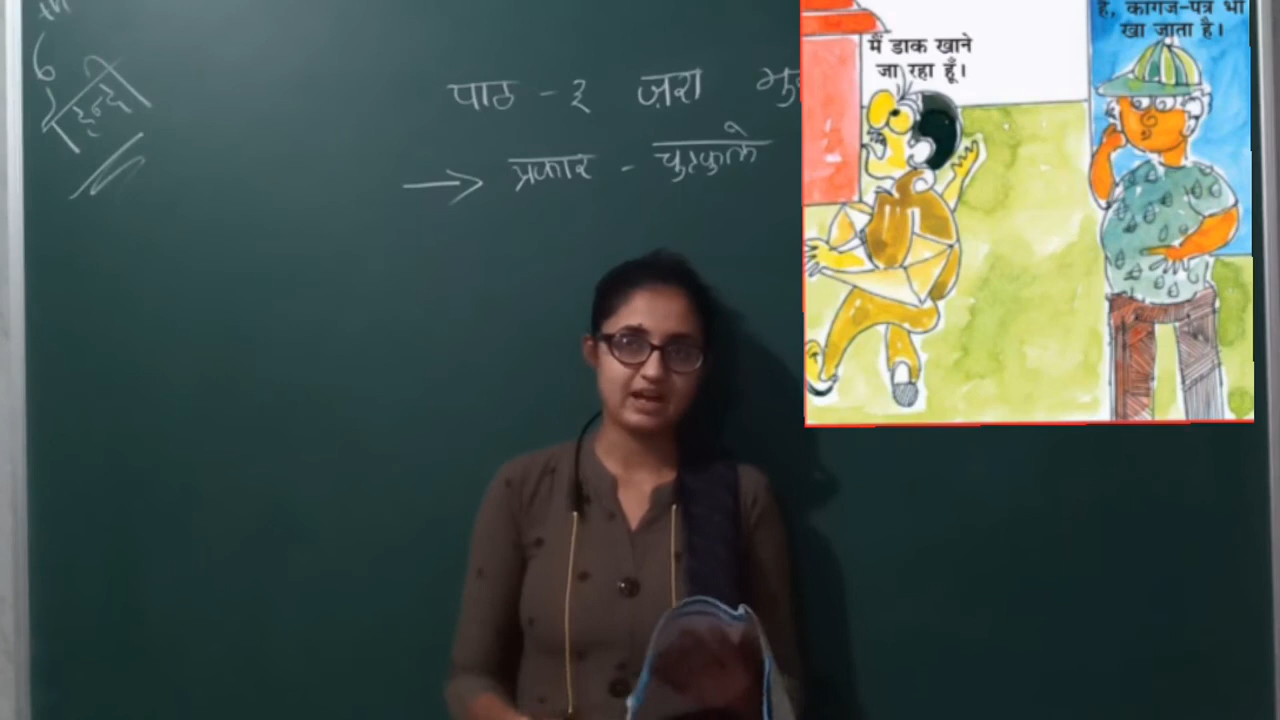 6
हिन्दी
पाठ - ३ ज़रा
→ प्रकार - चुटकुले
मैं डाक खाने
जा रहा हूँ।
है, कागज-पत्र भी
खा जाता है।